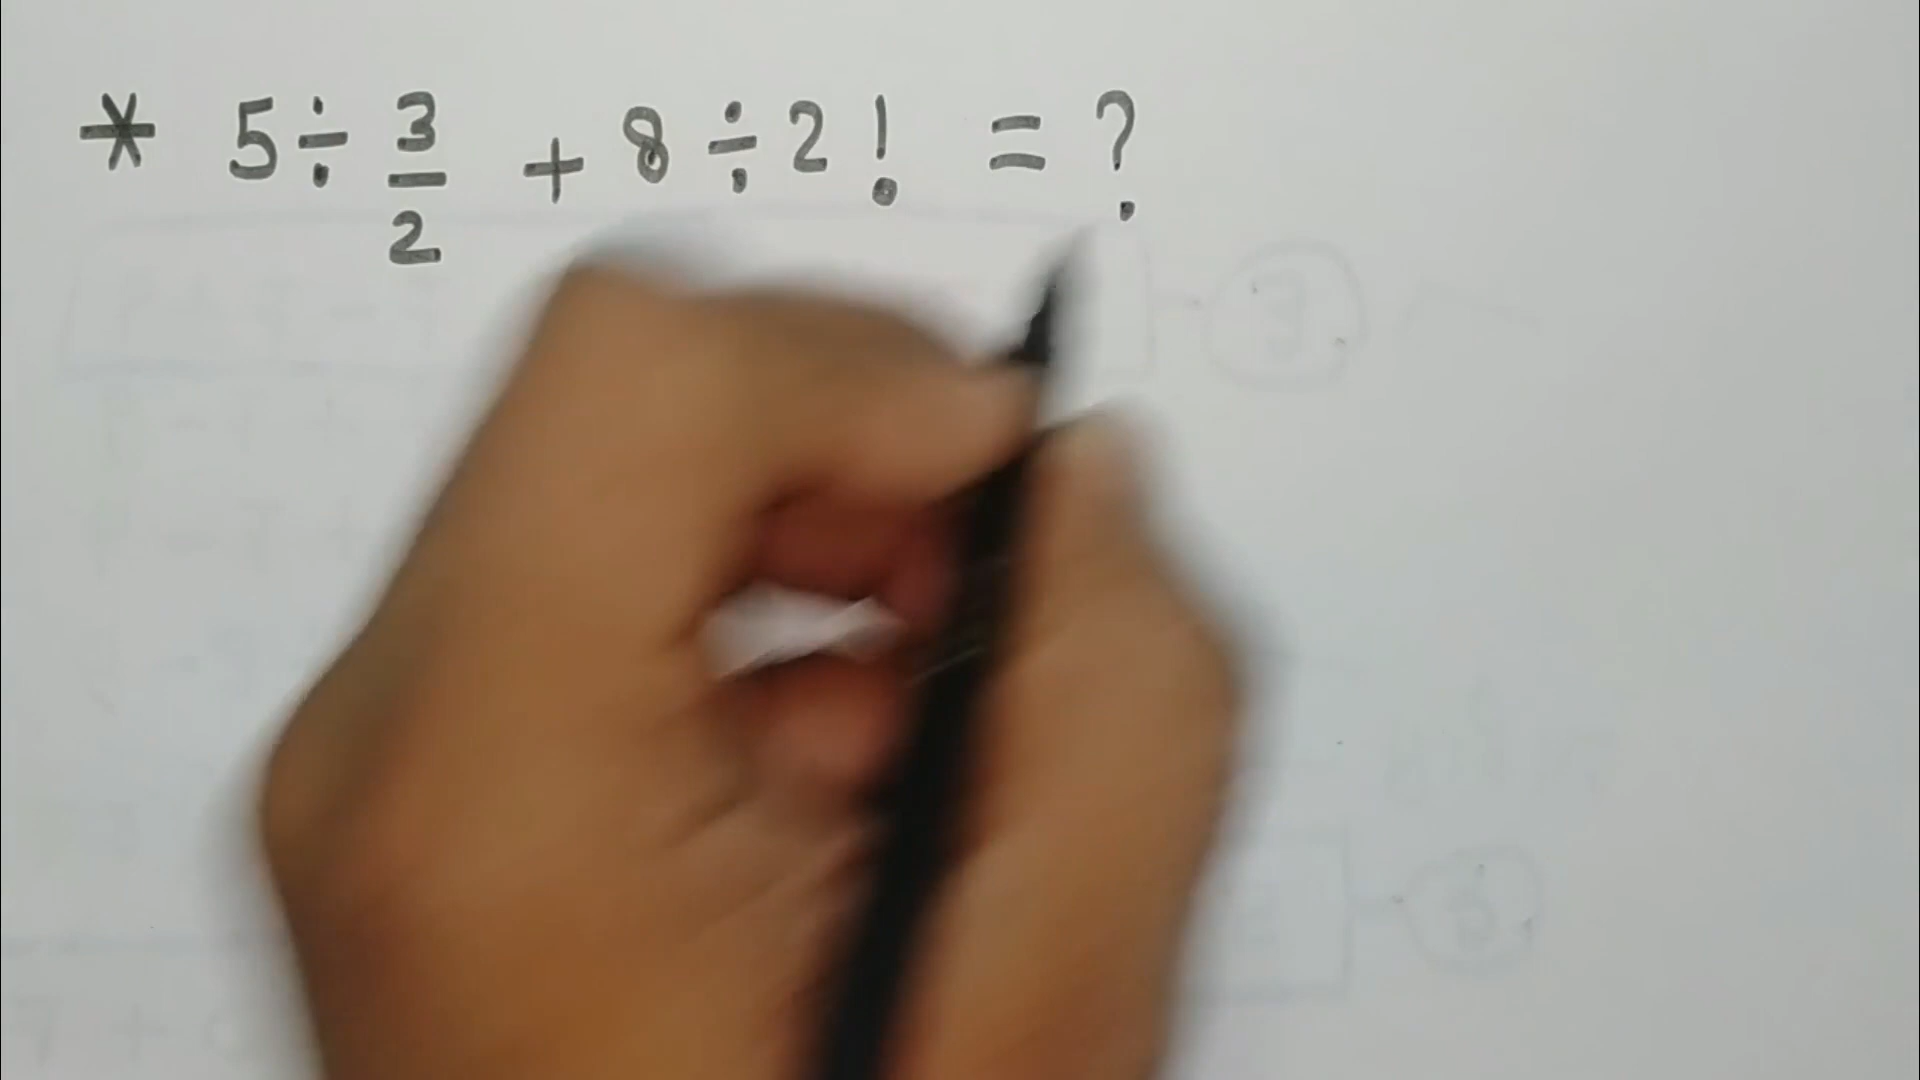 * 5 ÷ 3/2 + 8 ÷ 2! = ?